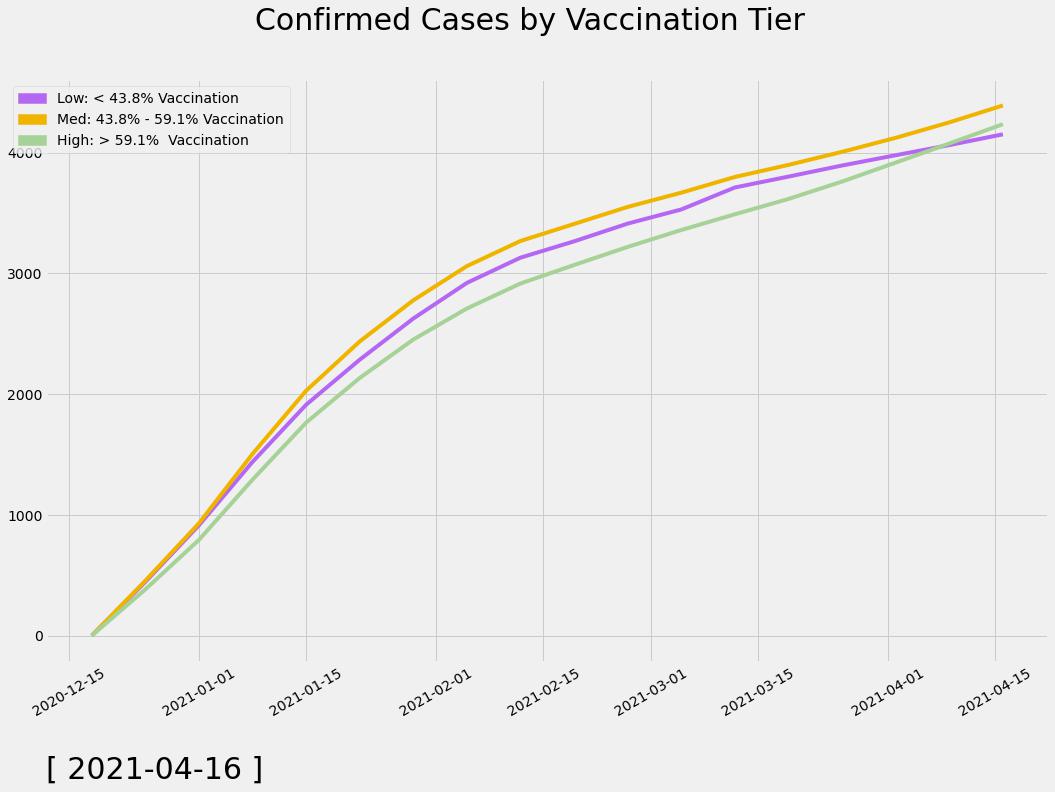 Confirmed Cases by Vaccination Tier
Low: < 43.8% Vaccination
Med: 43.8% - 59.1% Vaccination
High: > 59.1%  Vaccination
4000
3000
2000
1000
0
2020-12-15
2021-01-01
2021-01-15
2021-02-01
2021-02-15
2021-03-01
2021-03-15
2021-04-01
2021-04-15
[ 2021-04-16 ]